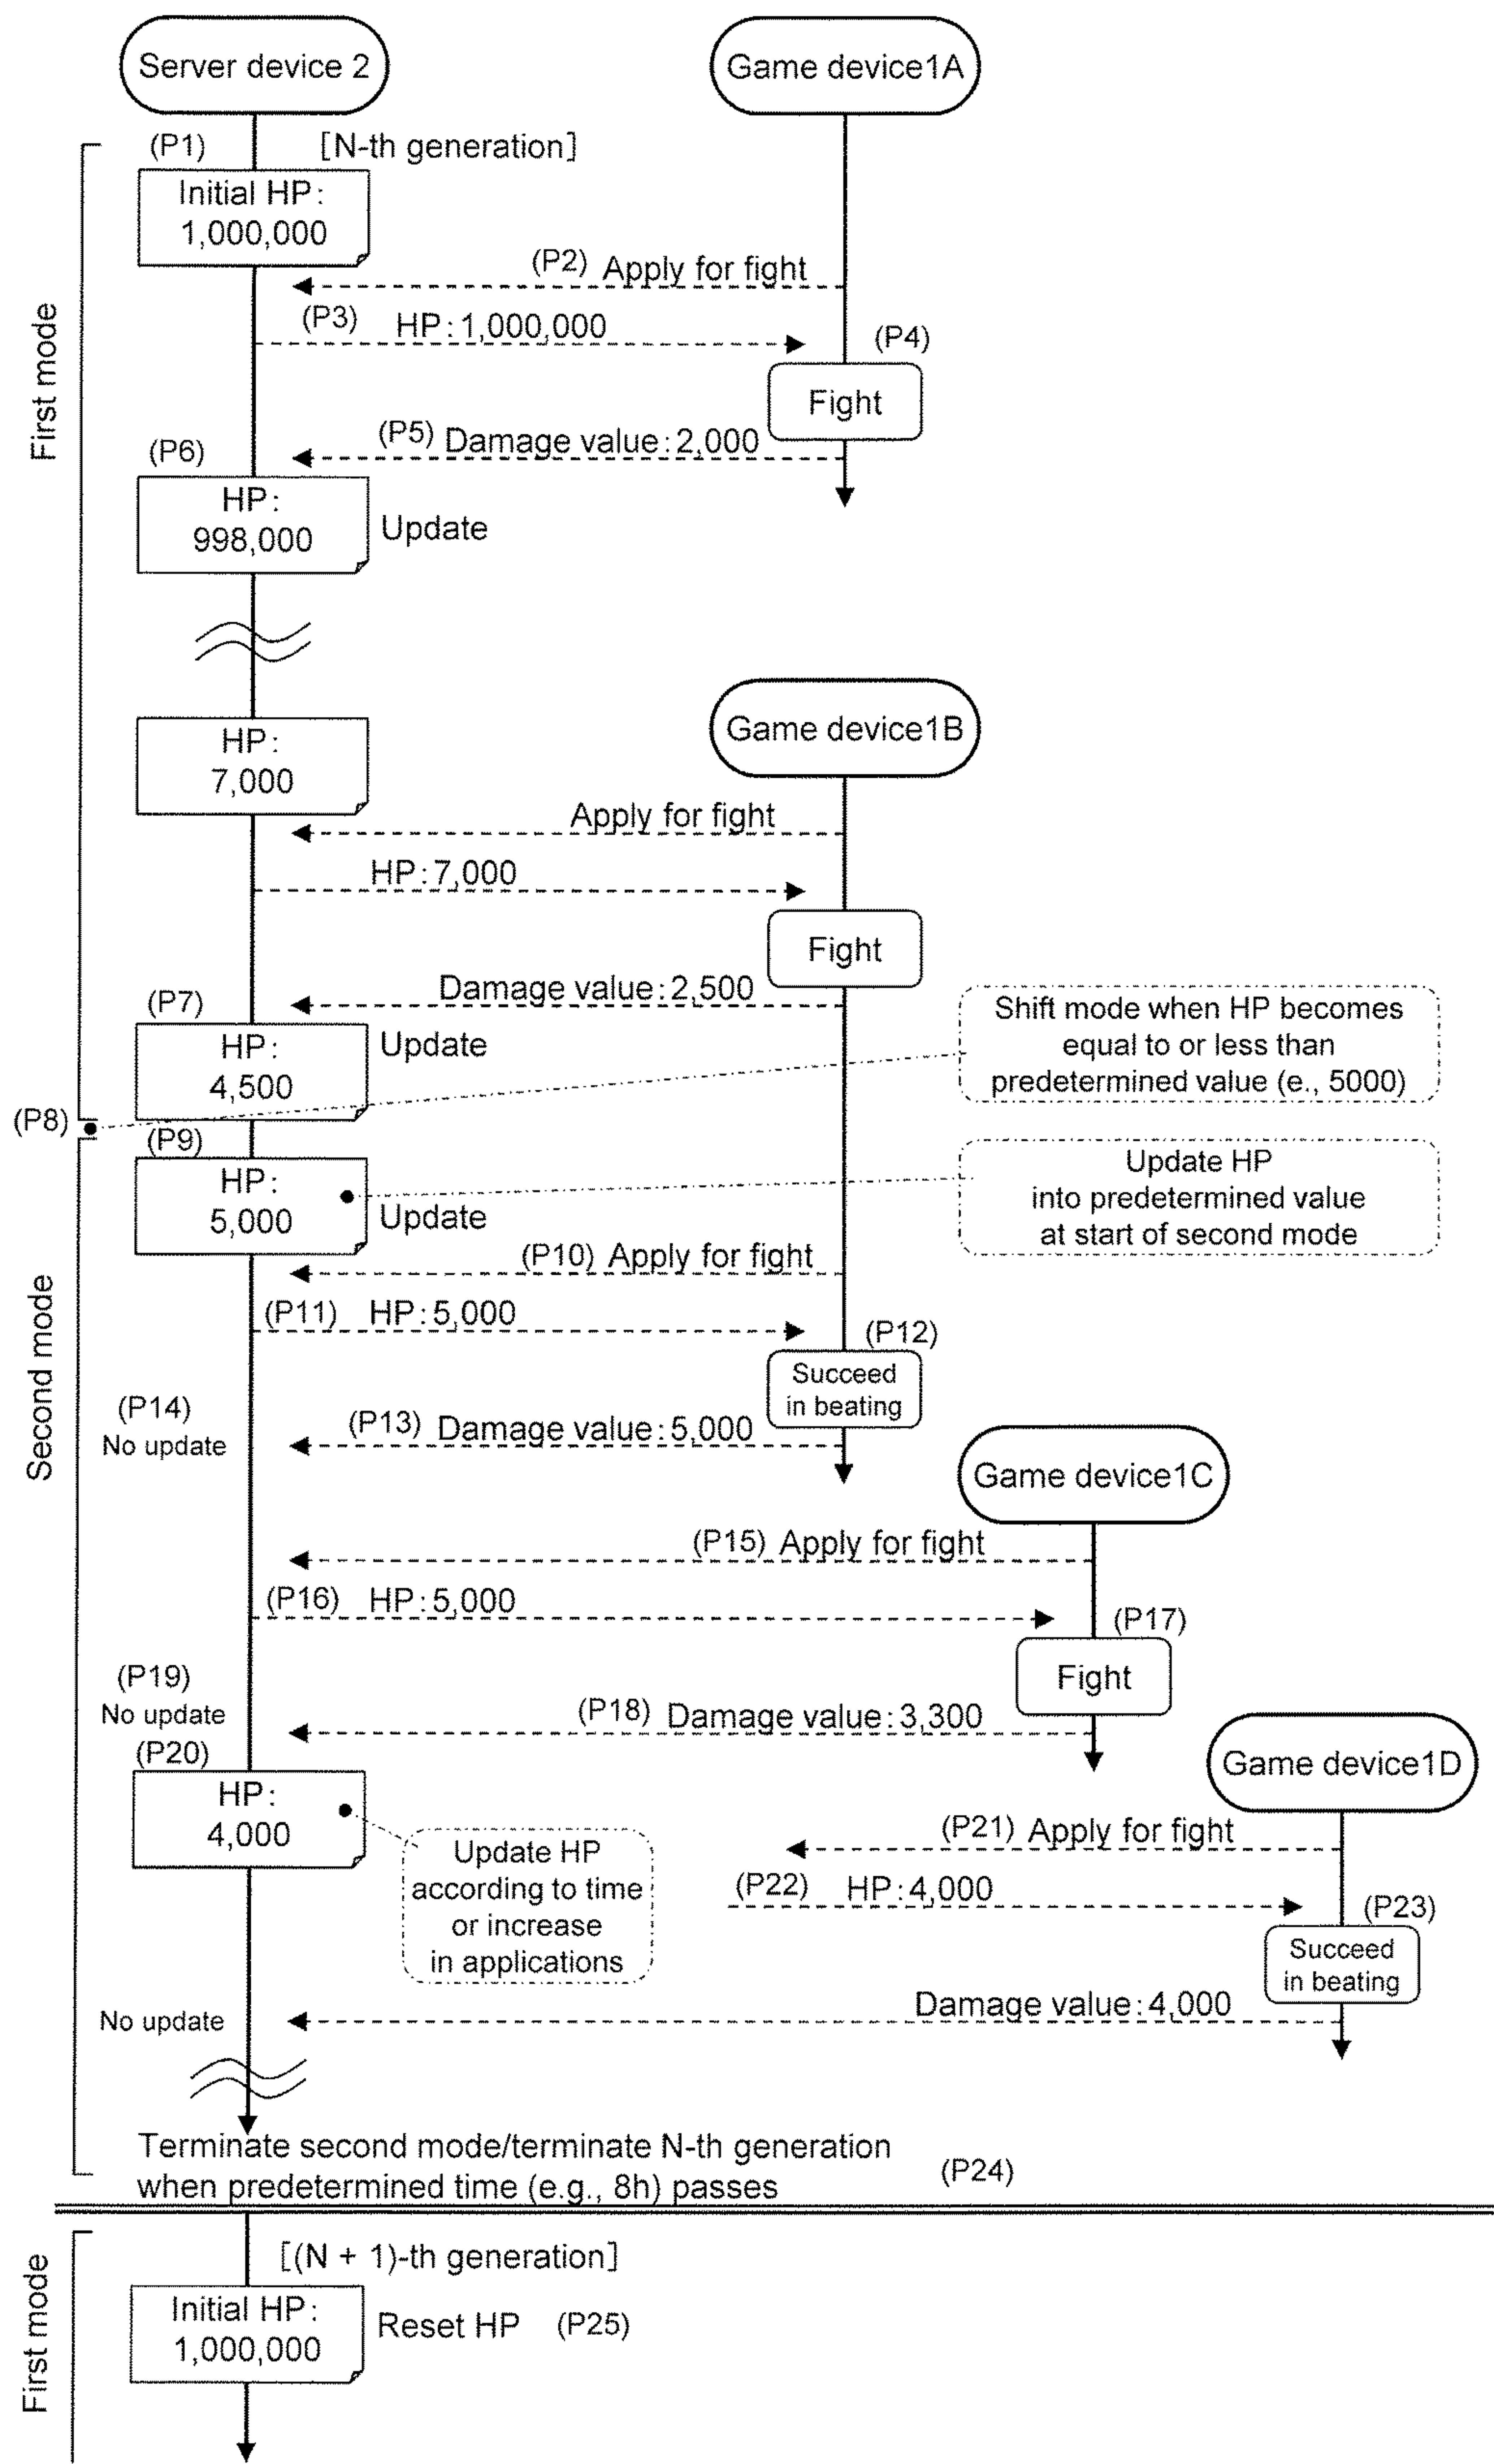 Server device 2
Game device1A
(P1)
[N-th generation]
Initial HP:
1,000,000
(P2) Apply for fight
(P3) HP:1,000,000
(P4)
Fight
First mode
(P5) Damage value:2,000
(P6)
HP:
998,000
Update
Game device1B
HP:
7,000
Apply for fight
HP:7,000
Fight
Damage value:2,500
(P7)
HP:
4,500
Update
Shift mode when HP becomes
equal to or less than
predetermined value (e., 5000)
(P8)
(P9)
HP:
5,000
Update
Update HP
into predetermined value
at start of second mode
(P10) Apply for fight
(P11) HP:5,000
(P12)
Succeed
in beating
Second mode
(P13) Damage value:5,000
(P14)
No update
Game device1C
(P15) Apply for fight
(P16) HP:5,000
(P17)
Fight
(P18) Damage value:3,300
(P19)
No update
(P20)
HP:
4,000
Update HP
according to time
or increase
in applications
Game device1D
(P21) Apply for fight
(P22) HP:4,000
(P23)
Succeed
in beating
Damage value:4,000
No update
Terminate second mode/terminate N-th generation
when predetermined time (e.g., 8h) passes
(P24)
First mode
[(N + 1)-th generation]
Initial HP:
1,000,000
Reset HP (P25)